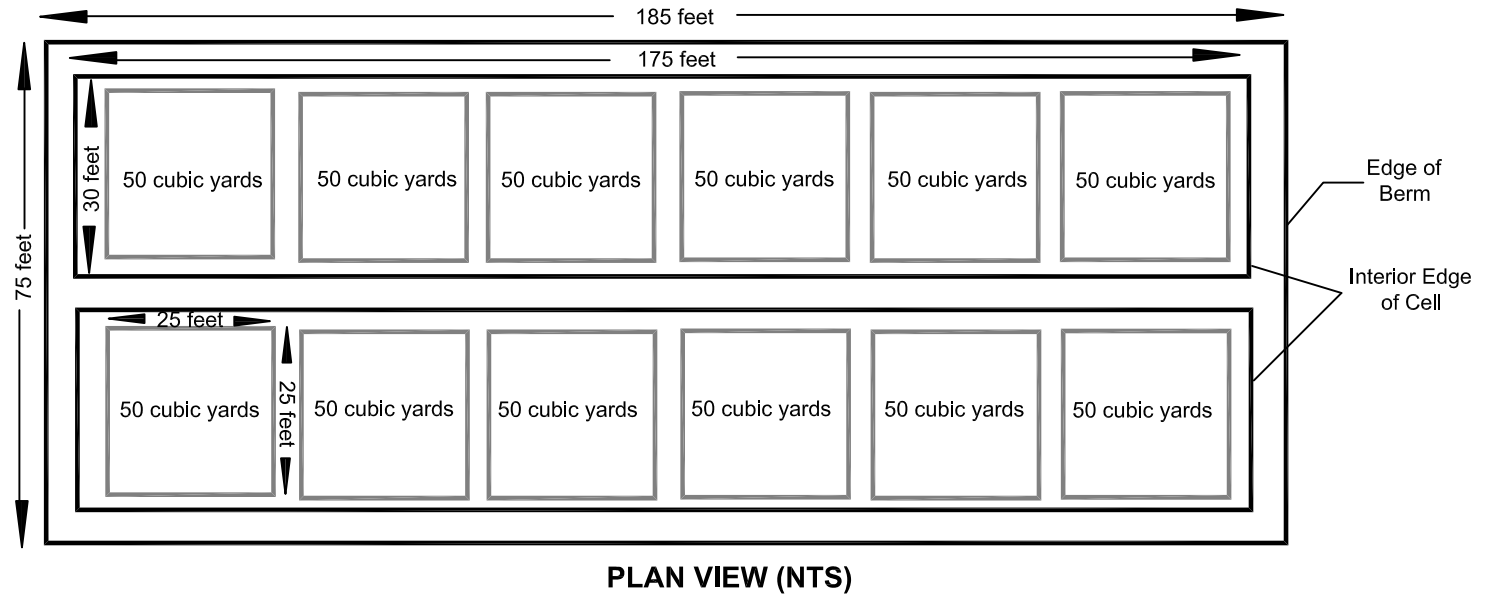 185 feet
175 feet
75 feet
30 feet
50 cubic yards
50 cubic yards
50 cubic yards
50 cubic yards
50 cubic yards
50 cubic yards
Edge of
Berm
Interior Edge
of Cell
25 feet
25 feet
50 cubic yards
50 cubic yards
50 cubic yards
50 cubic yards
50 cubic yards
50 cubic yards
PLAN VIEW (NTS)